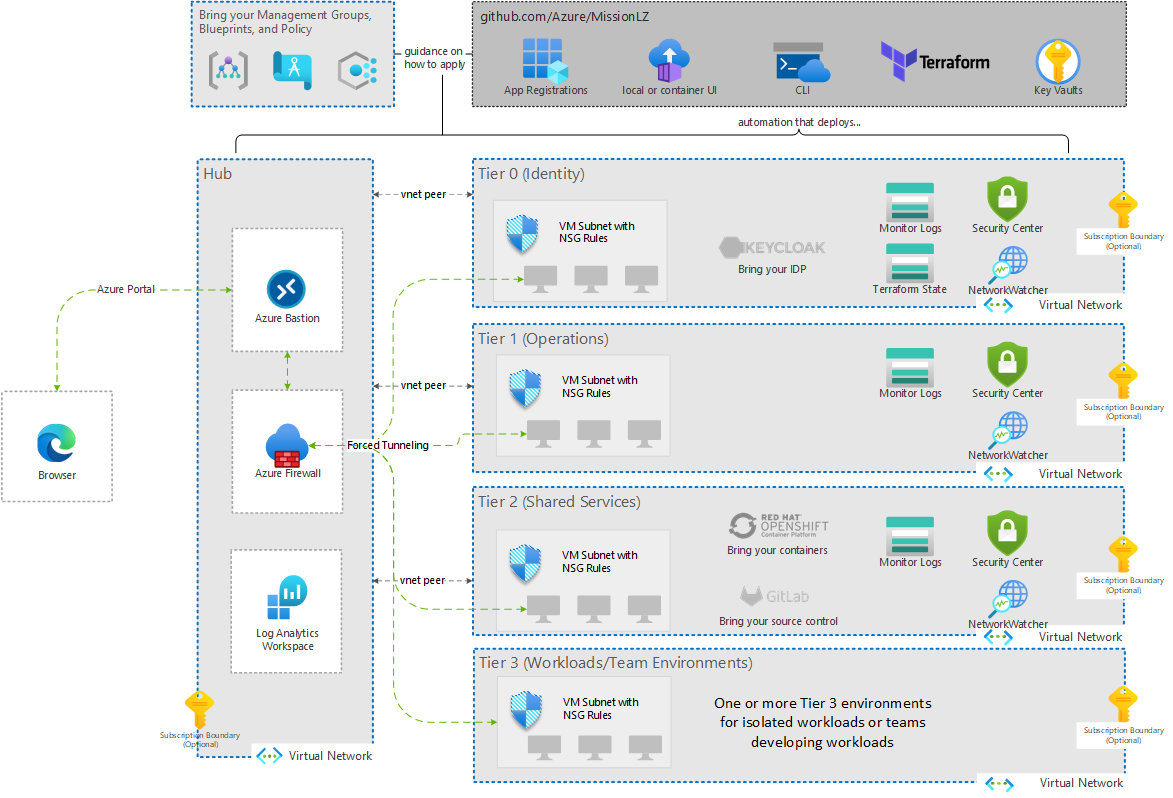 Bring your Management Groups,
Blueprints, and Policy
guidance on
how to apply
github.com/Azure/MissionLZ
App Registrations
local or container UI
CLI
Terraform
Key Vaults
automation that deploys...
Hub
Azure Bastion
Azure Firewall
Log Analytics
Workspace
Subscription Boundary
(Optional)
Virtual Network
Azure Portal
Browser
vnet peer
vnet peer
Forced Tunneling
vnet peer
Tier 0 (Identity)
VM Subnet with
NSG Rules
KEYCLOAK
Bring your IDP
Monitor Logs
Security Center
Terraform State
NetworkWatcher
Subscription Boundary
(Optional)
Virtual Network
Tier 1 (Operations)
VM Subnet with
NSG Rules
Monitor Logs
Security Center
NetworkWatcher
Subscription Boundary
(Optional)
Virtual Network
Tier 2 (Shared Services)
VM Subnet with
NSG Rules
RED HAT
OPENSHIFT
Container Platform
Bring your containers
GitLab
Bring your source control
Monitor Logs
Security Center
NetworkWatcher
Subscription Boundary
(Optional)
Virtual Network
Tier 3 (Workloads/Team Environments)
VM Subnet with
NSG Rules
One or more Tier 3 environments
for isolated workloads or teams
developing workloads
Subscription Boundary
(Optional)
Virtual Network